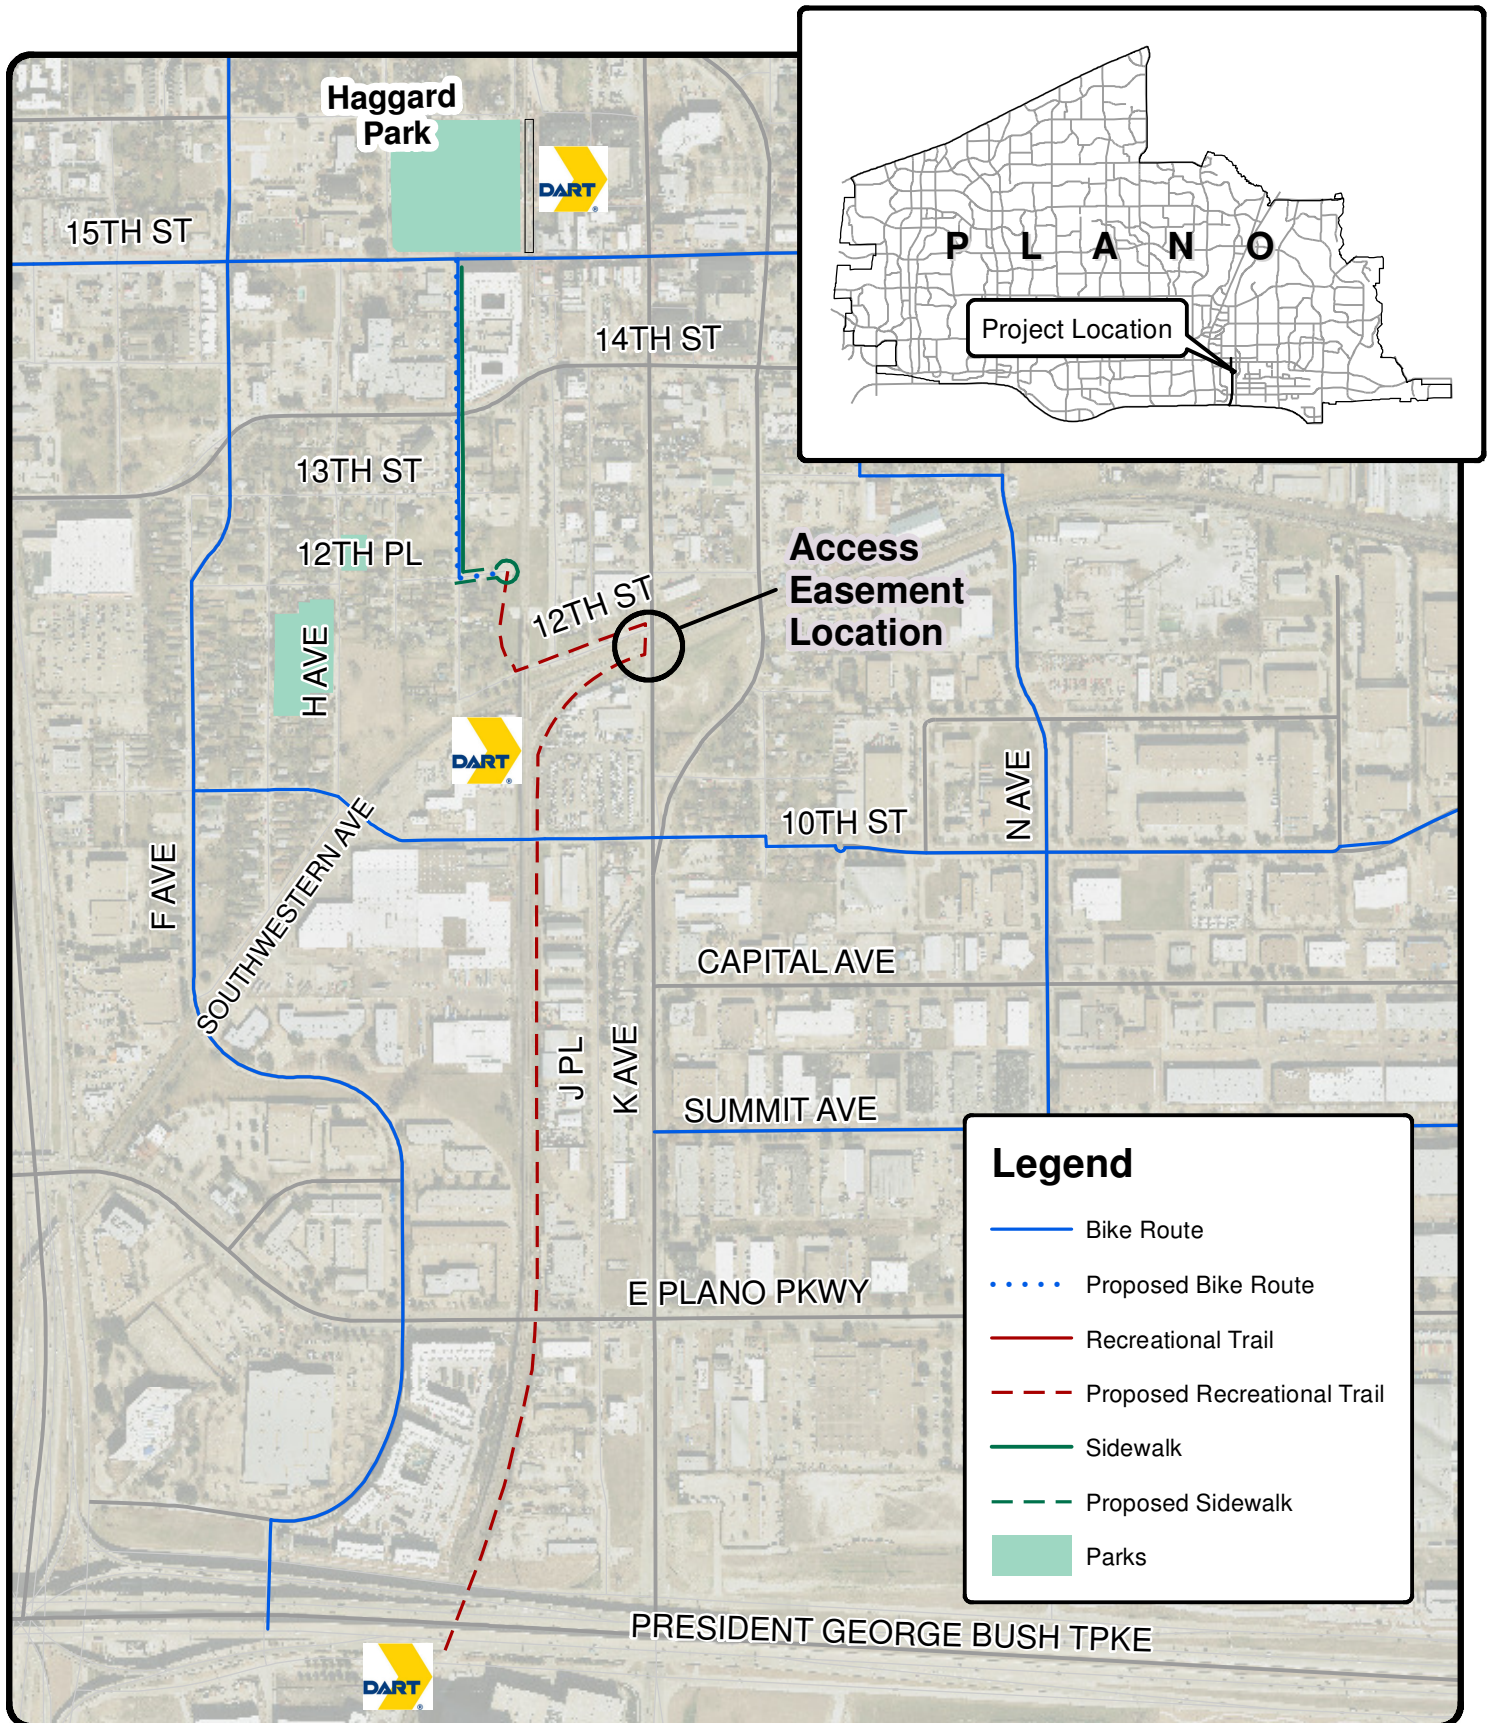 Haggard
Park
DART
15TH ST
14TH ST
P L A N O
Project Location
13TH ST
12TH PL
12TH ST
Access
Easement
Location
H AVE
DART
10TH ST
N AVE
F AVE
SOUTHWESTERN AVE
CAPITAL AVE
J PL
K AVE
SUMMIT AVE
E PLANO PKWY
Legend
Bike Route
Proposed Bike Route
Recreational Trail
Proposed Recreational Trail
Sidewalk
Proposed Sidewalk
Parks
PRESIDENT GEORGE BUSH TPKE
DART